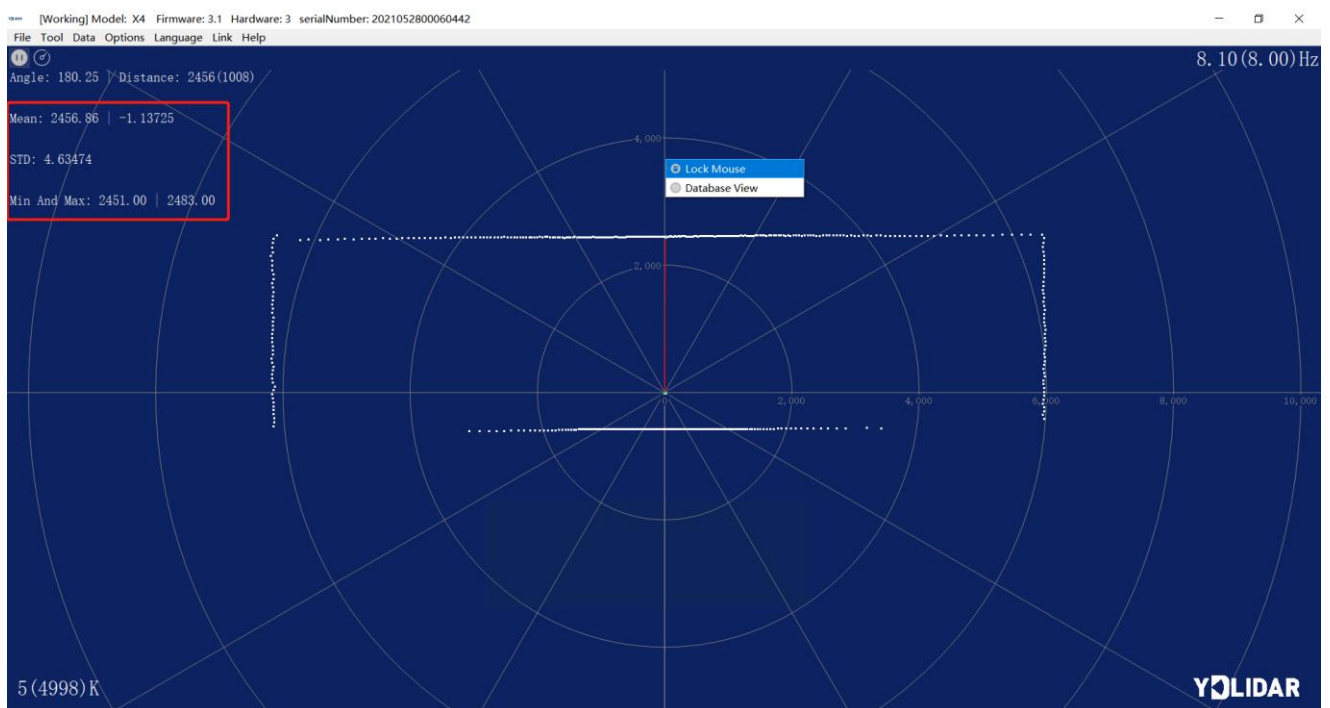 [Working] Model: X4 Firmware: 3.1 Hardware: 3 serialNumber: 2021052800060442
File Tool Data Options Language Link Help
8.10(8.00)Hz
Angle: 180.25 | Distance: 2456(1008)
Mean: 2456.86 | -1.13725
STD: 4.63474
Min And Max: 2451.00 | 2483.00
4,000
Lock Mouse
Database View
2,000
0 2,000 4,000 6,000 8,000 10,000
5(4998)K
YDLIDAR